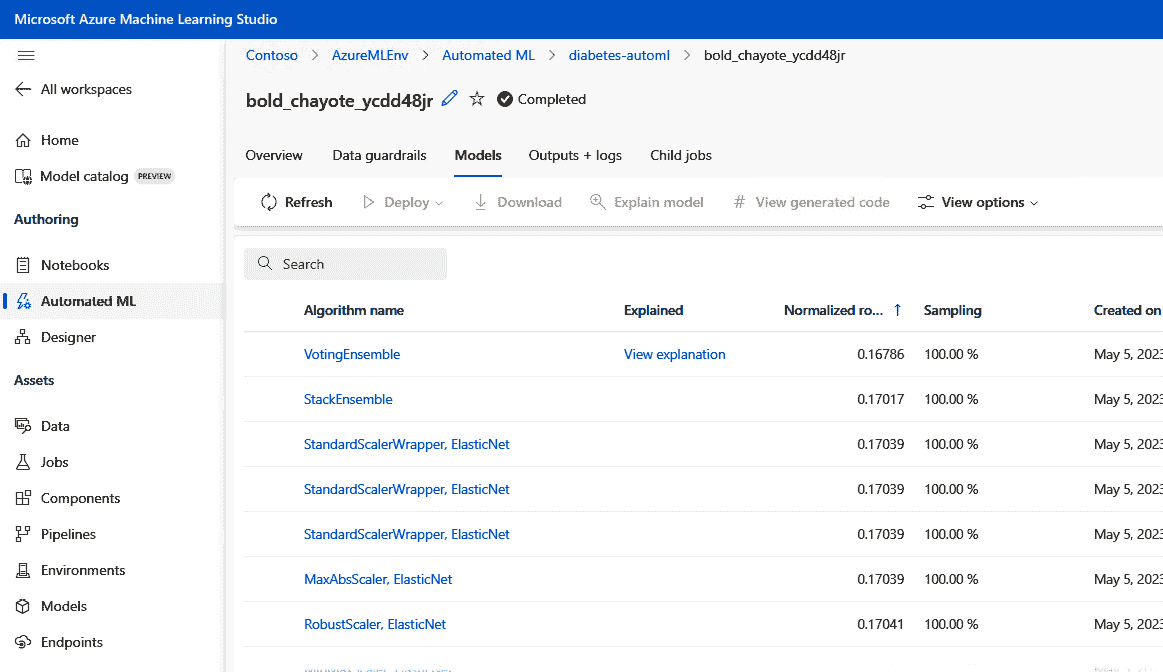 Microsoft Azure Machine Learning Studio
All workspaces
Home
Model catalog PREVIEW
Authoring
Notebooks
Automated ML
Designer
Assets
Data
Jobs
Components
Pipelines
Environments
Models
Endpoints
Contoso > AzureMLEnv > Automated ML > diabetes-automl > bold_chayote_ycdd48jr
bold_chayote_ycdd48jr Completed
Overview Data guardrails Models Outputs + logs Child jobs
Refresh Deploy Download Explain model # View generated code View options
Search
Algorithm name Explained Normalized ro... ↑ Sampling Created on
VotingEnsemble View explanation 0.16786 100.00 % May 5, 2023
StackEnsemble 0.17017 100.00 % May 5, 2023
StandardScalerWrapper, ElasticNet 0.17039 100.00 % May 5, 2023
StandardScalerWrapper, ElasticNet 0.17039 100.00 % May 5, 2023
StandardScalerWrapper, ElasticNet 0.17039 100.00 % May 5, 2023
MaxAbsScaler, ElasticNet 0.17039 100.00 % May 5, 2023
RobustScaler, ElasticNet 0.17041 100.00 % May 5, 2023